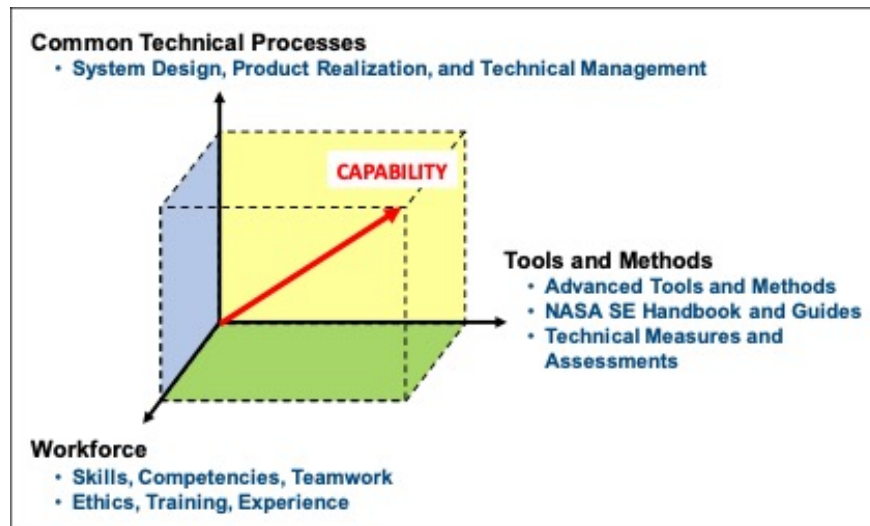 Common Technical Processes
• System Design, Product Realization, and Technical Management
CAPABILITY
Tools and Methods
• Advanced Tools and Methods
• NASA SE Handbook and Guides
• Technical Measures and
Assessments
Workforce
• Skills, Competencies, Teamwork
• Ethics, Training, Experience